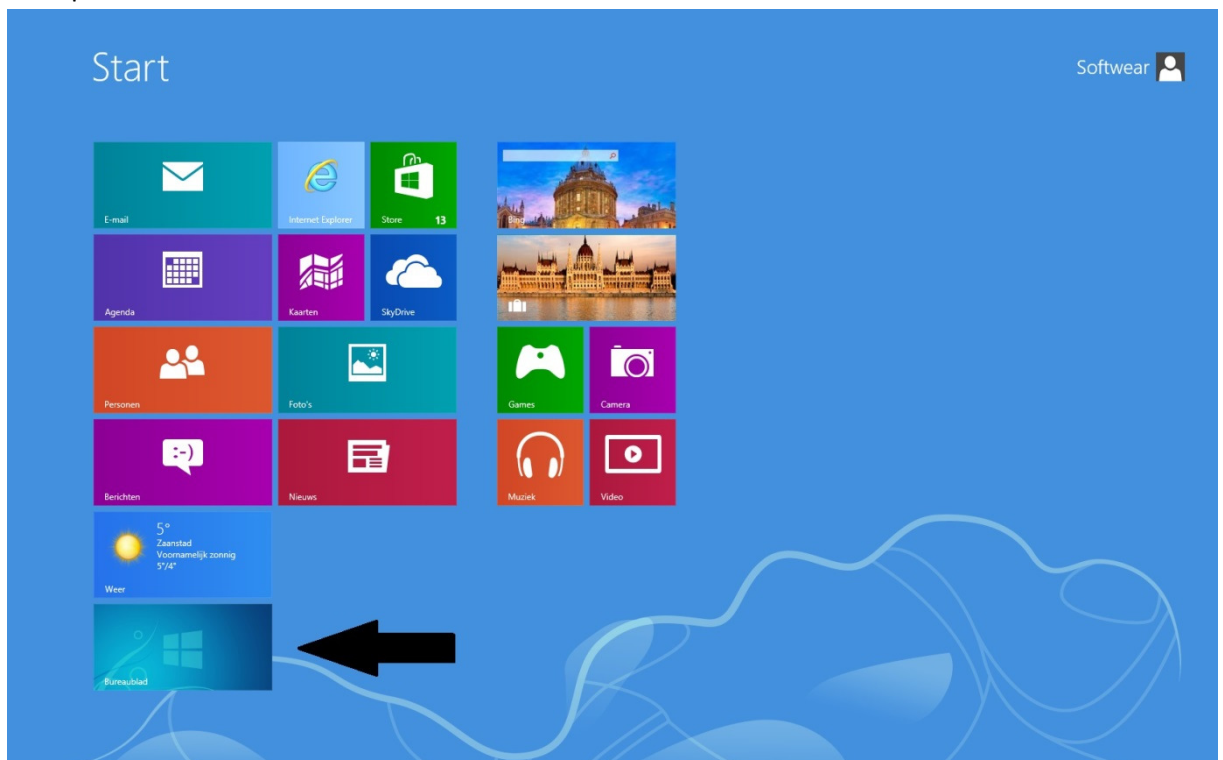 Start
Softwear
E-mail
Internet Explorer
Store 13
Bing
Agenda
Kaarten
SkyDrive
Personen
Foto's
Games
Camera
Berichten
Nieuws
Muziek
Video
5°
Zaanstad
Voornamelijk zonnig
5°/4°
Weer
Bureaublad